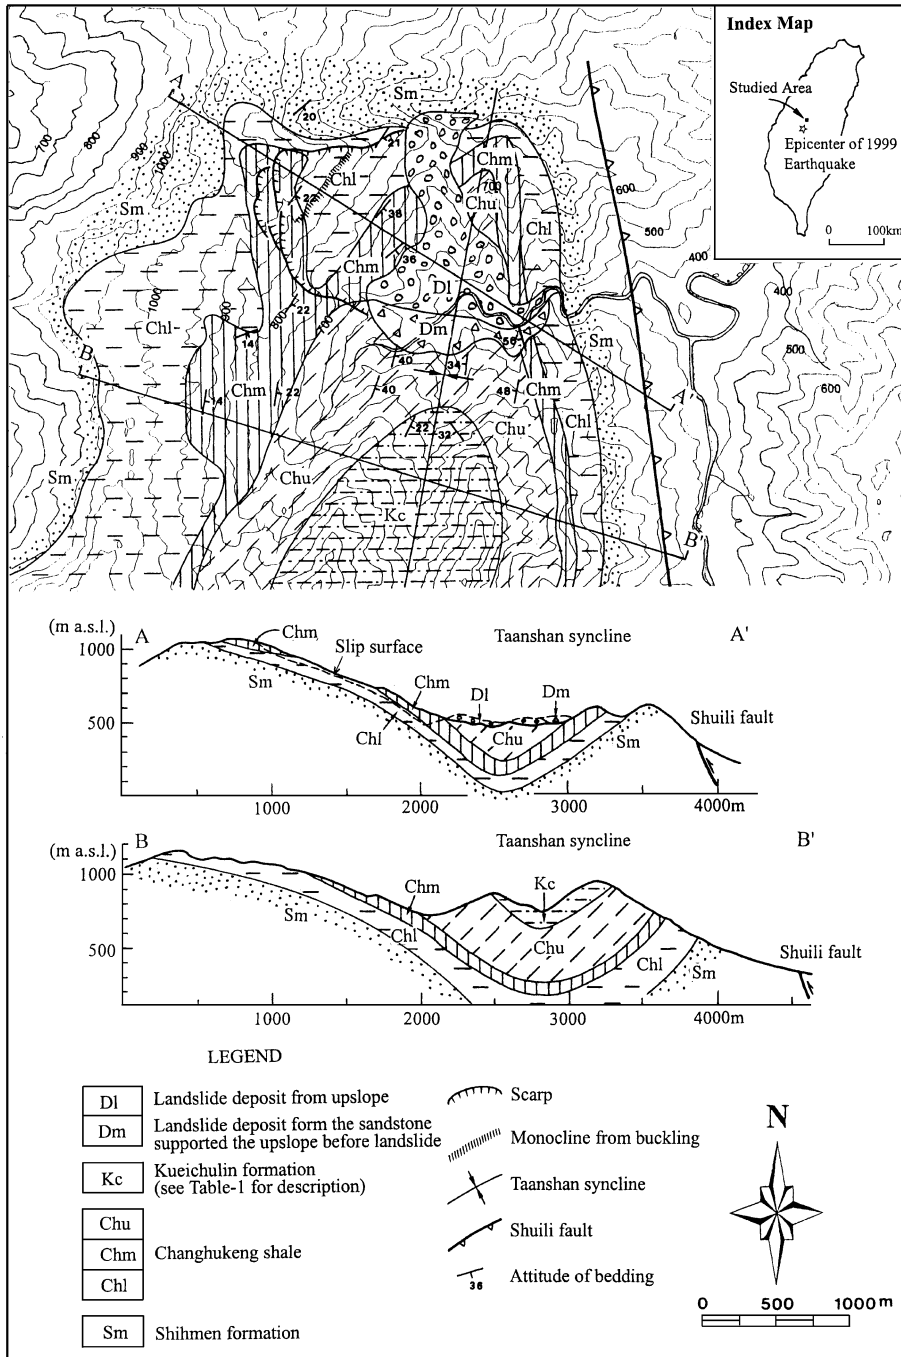 Index Map
Studied Area
Epicenter of 1999
Earthquake
0 100km
A
Sm
20
21
700
800
900
1000
Chl
Chm
700
Chu
600
Sm
22
38
Chl
500
36
Chm
400
Dl
1000
900
22
800
700
Chl
Dm
56
Sm
400
14
40
34
500
B
Chm
22
14
40
48
Chm
A'
600
Chu
Chl
22
32
Sm
Chu
Kc
B'
(m a.s.l.)
A
Chm
Slip surface
Taanshan syncline
A'
1000
Sm
Chm
Dl
Dm
Shuili fault
500
Chl
Chu
Sm
1000
2000
3000
4000m
(m a.s.l.)
B
Taanshan syncline
B'
1000
Chm
Kc
Sm
Chl
Chu
500
Chl
Sm
Shuili fault
1000
2000
3000
4000m
LEGEND
Dl Landslide deposit from upslope
Dm Landslide deposit form the sandstone
supported the upslope before landslide
Kc Kueichulin formation
(see Table-1 for description)
Chu
Chm Changhukeng shale
Chl
Sm Shihmen formation
Scarp
Monocline from buckling
Taanshan syncline
Shuili fault
36 Attitude of bedding
N
0 500 1000m